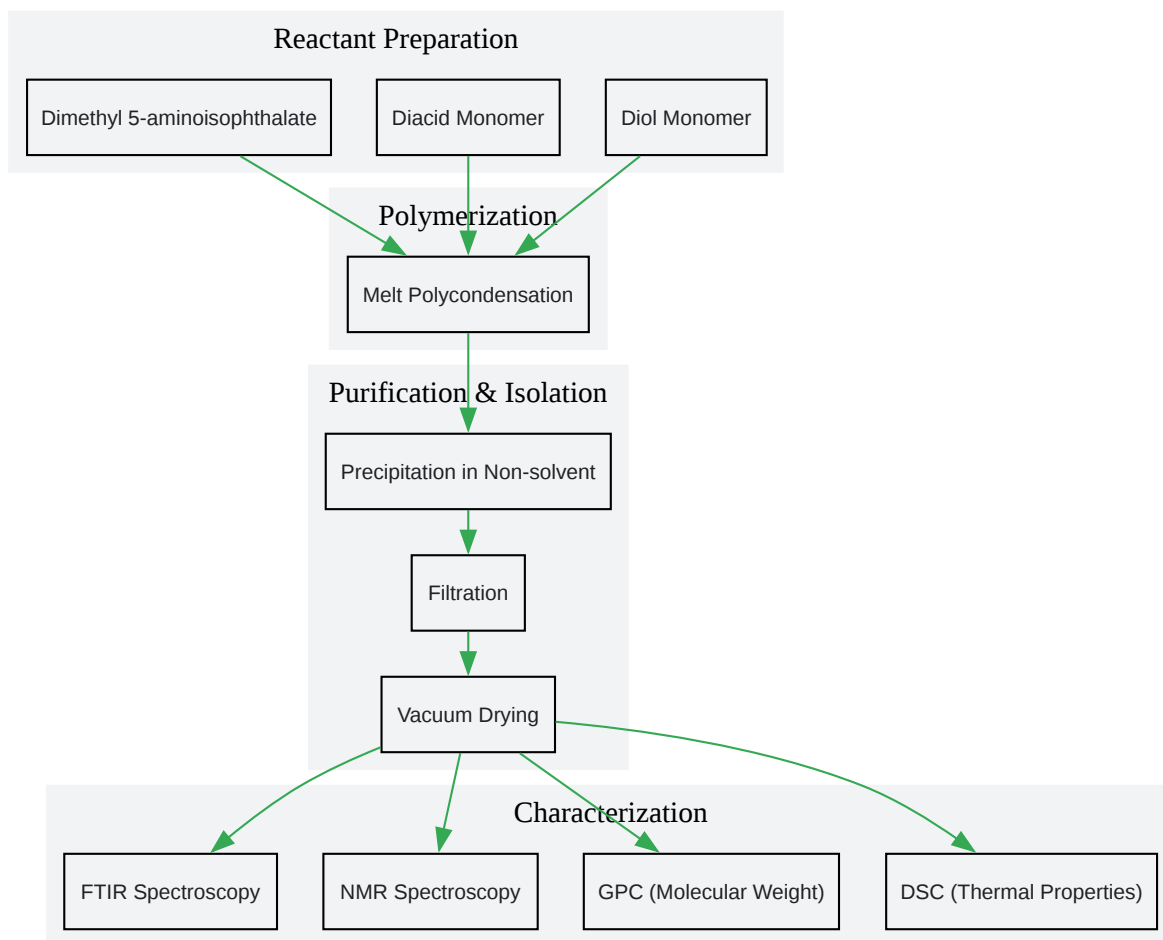 Reactant Preparation
Dimethyl 5-aminoisophthalate
Diacid Monomer
Diol Monomer
Polymerization
Melt Polycondensation
Purification & Isolation
Precipitation in Non-solvent
Filtration
Vacuum Drying
Characterization
FTIR Spectroscopy
NMR Spectroscopy
GPC (Molecular Weight)
DSC (Thermal Properties)